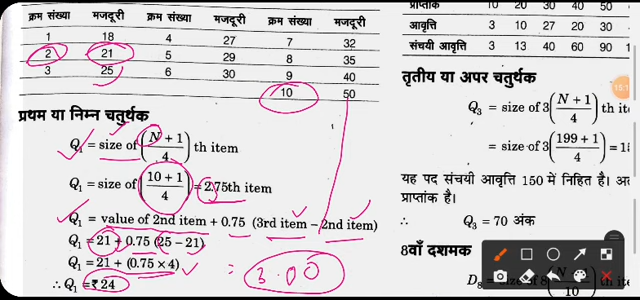 क्रम संख्या मजदूरी क्रम संख्या मजदूरी क्रम संख्या मजदूरी
1 18 4 27 7 32
2 21 5 29 8 35
3 25 6 30 9 40
10 50
प्रथम या निम्न चतुर्थक
Q₁ = size of (N + 1 / 4) th item
Q₁ = size of (10 + 1 / 4) = 2.75th item
Q₁ = value of 2nd item + 0.75 (3rd item − 2nd item)
Q₁ = 21 + 0.75 (25 − 21)
Q₁ = 21 + (0.75 × 4)
= 3.00
∴ Q₁ = ₹ 24
प्राप्तांक 10 20 30 40 50
आवृत्ति 3 10 27 20 30
संचयी आवृत्ति 3 13 40 60 90
तृतीय या अपर चतुर्थक
Q₃ = size of 3 (N + 1 / 4) th
= size of 3 (199 + 1 / 4) =
यह पद संचयी आवृत्ति 150 में निहित है।
प्राप्तांक है।
∴ Q₃ = 70 अंक
8वाँ दशमक